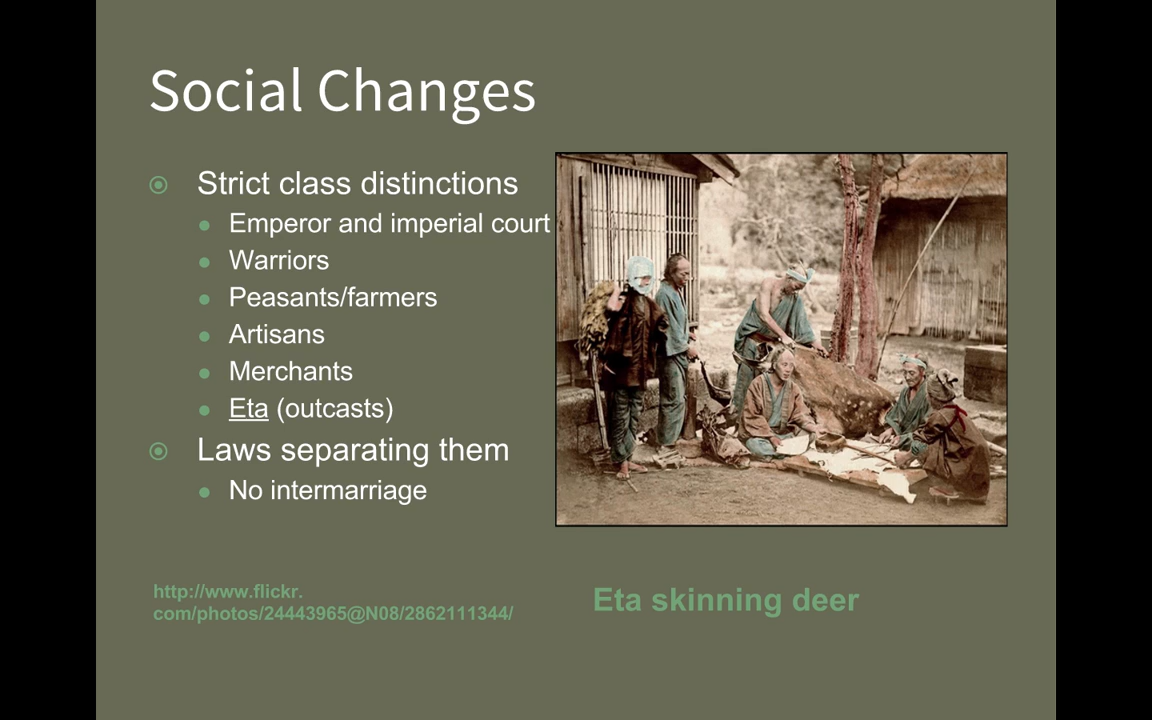 Social Changes
Strict class distinctions
Emperor and imperial court
Warriors
Peasants/farmers
Artisans
Merchants
Eta (outcasts)
Laws separating them
No intermarriage
http://www.flickr.
com/photos/24443965@N08/2862111344/
Eta skinning deer